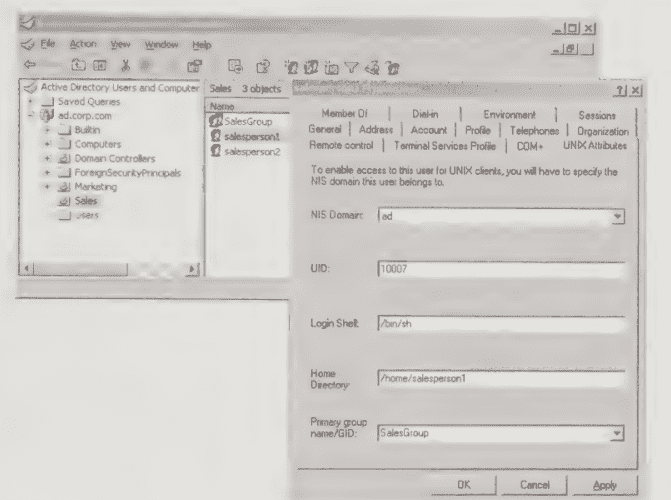 File Action View Window Help
Active Directory Users and Computer
Saved Queries
ad.corp.com
Builtin
Computers
Domain Controllers
ForeignSecurityPrincipals
Marketing
Sales
Users
Sales 3 objects
Name
SalesGroup
salesperson1
salesperson2
Member Of Dial-in Environment Sessions
General Address Account Profile Telephones Organization
Remote control Terminal Services Profile COM+ UNIX Attributes
To enable access to this user for UNIX clients, you will have to specify the
NIS domain this user belongs to.
NIS Domain: ad
UID: 10007
Login Shell: /bin/sh
Home
Directory: /home/salesperson1
Primary group
name/GID: SalesGroup
OK Cancel Apply